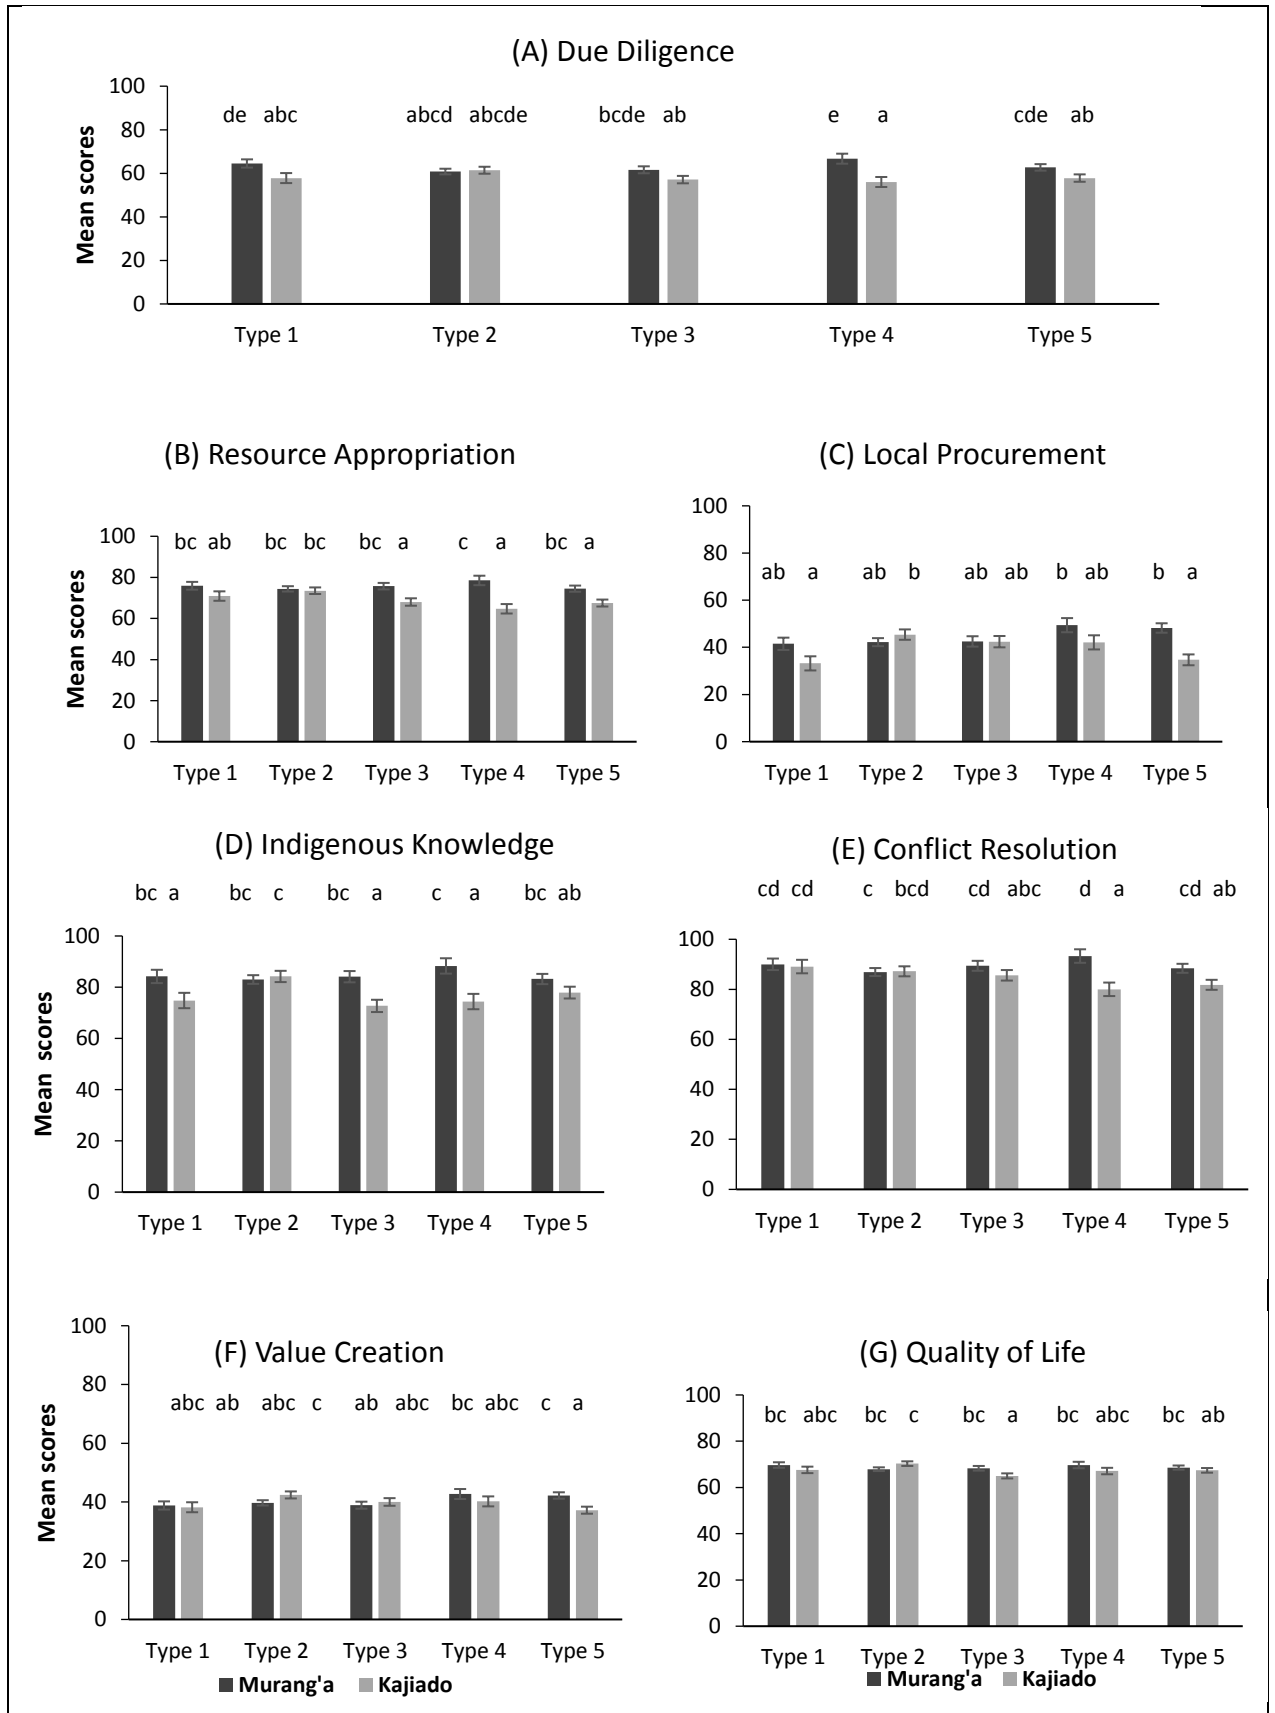 (A) Due Diligence
Mean scores
100
80
60
40
20
0
de abc abcd abcde bcde ab e a cde ab
Type 1 Type 2 Type 3 Type 4 Type 5
(B) Resource Appropriation
Mean scores
100
80
60
40
20
0
bc ab bc bc bc a c a bc a
Type 1 Type 2 Type 3 Type 4 Type 5
(C) Local Procurement
100
80
60
40
20
0
ab a ab b ab ab b ab b a
Type 1 Type 2 Type 3 Type 4 Type 5
(D) Indigenous Knowledge
Mean scores
bc a bc c bc a c a bc ab
100
80
60
40
20
0
Type 1 Type 2 Type 3 Type 4 Type 5
(E) Conflict Resolution
cd cd c bcd cd abc d a cd ab
100
80
60
40
20
0
Type 1 Type 2 Type 3 Type 4 Type 5
(F) Value Creation
Mean scores
100
80
60
40
20
0
abc ab abc c ab abc bc abc c a
Type 1 Type 2 Type 3 Type 4 Type 5
Murang'a Kajiado
(G) Quality of Life
100
80
60
40
20
0
bc abc bc c bc a bc abc bc ab
Type 1 Type 2 Type 3 Type 4 Type 5
Murang'a Kajiado